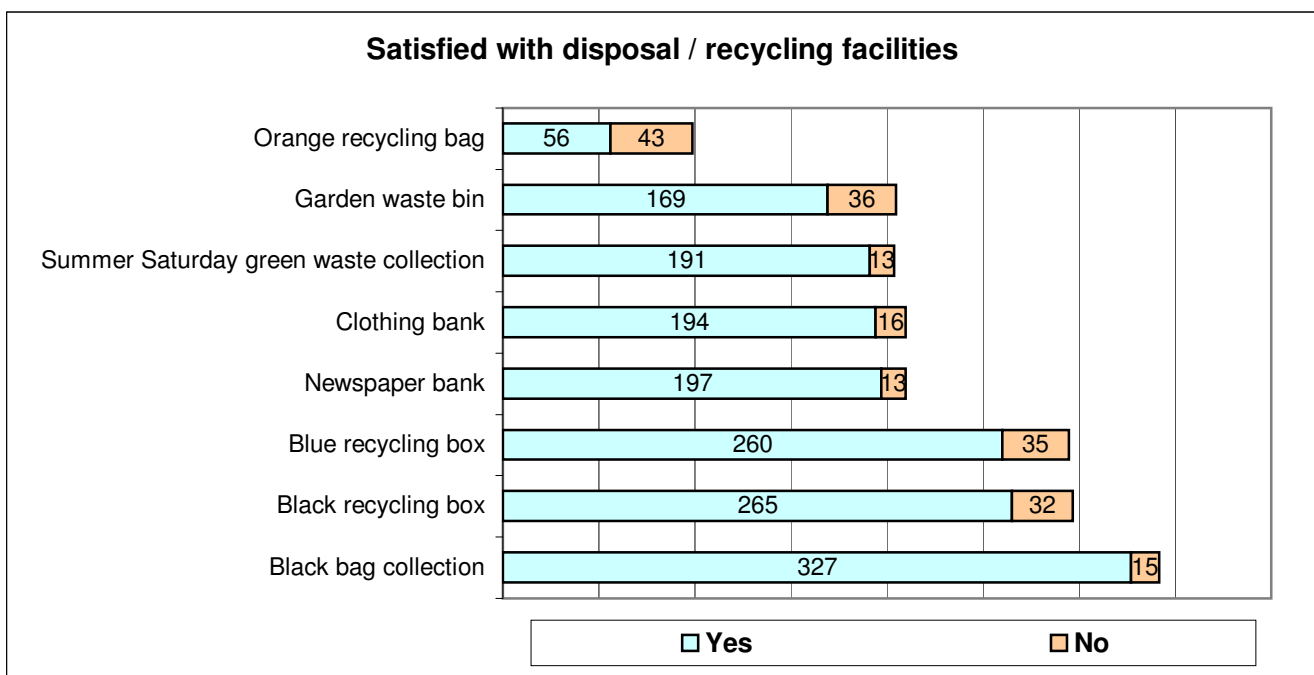 Satisfied with disposal / recycling facilities
Orange recycling bag 56 43
Garden waste bin 169 36
Summer Saturday green waste collection 191 13
Clothing bank 194 16
Newspaper bank 197 13
Blue recycling box 260 35
Black recycling box 265 32
Black bag collection 327 15
Yes No